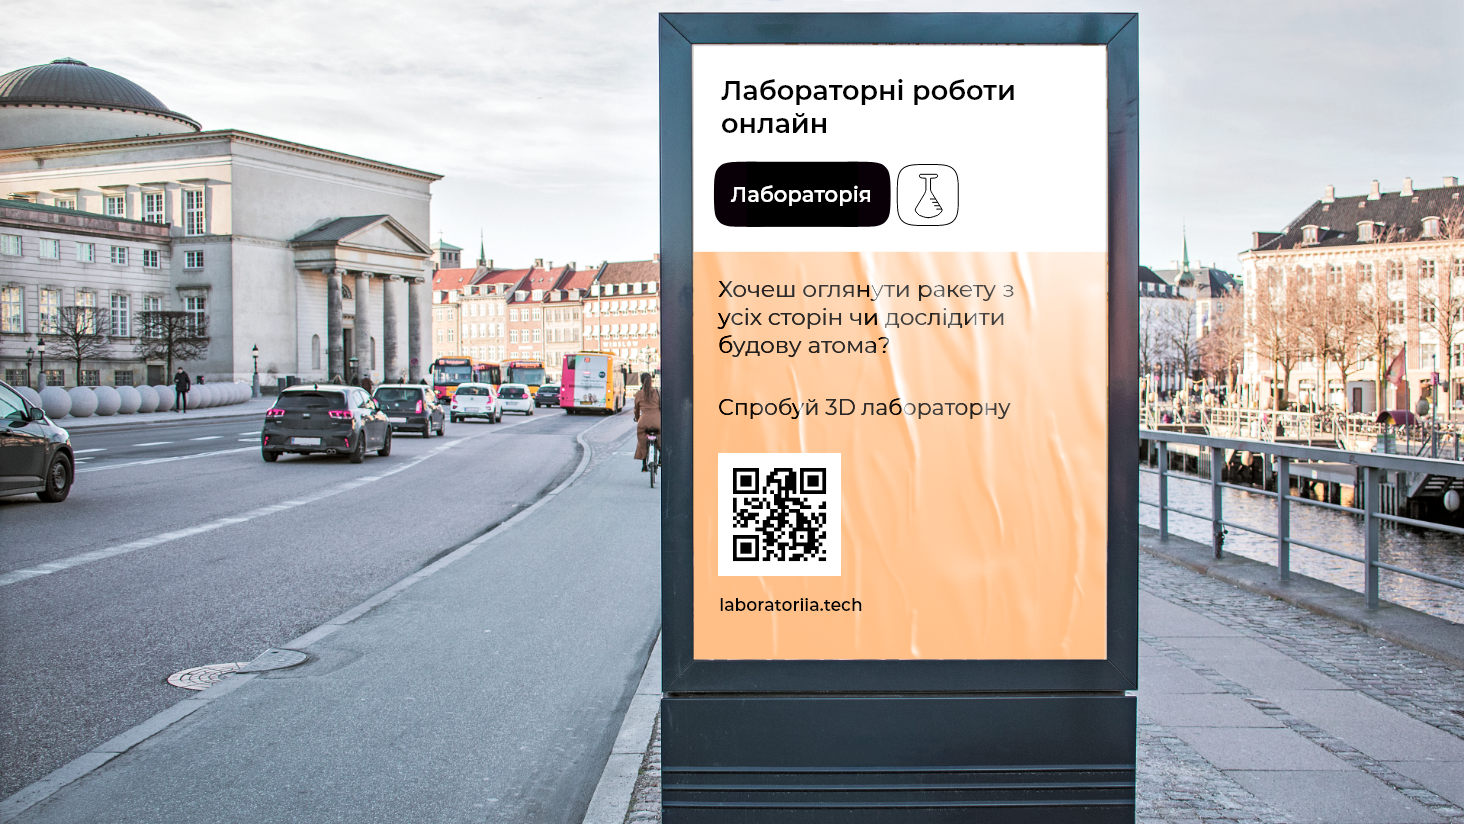 Лабораторні роботи
онлайн
Лабораторія
Хочеш оглянути ракету з
усіх сторін чи дослідити
будову атома?
Спробуй 3D лабораторну
laboratoriia.tech